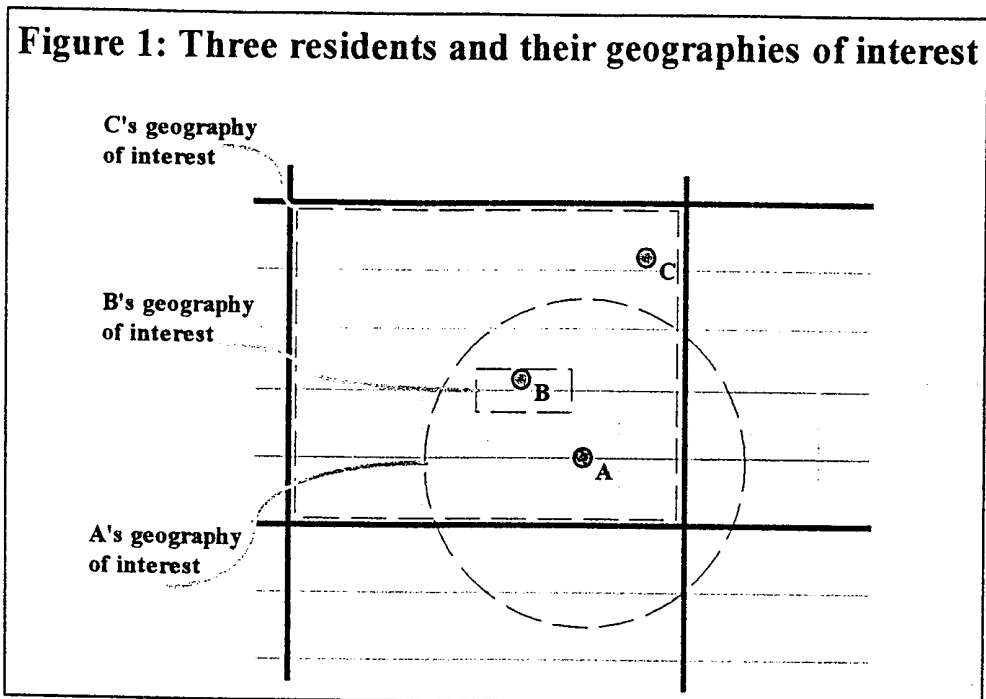 Figure 1: Three residents and their geographies of interest
C's geography
of interest
C
B's geography
of interest
B
A
A's geography
of interest